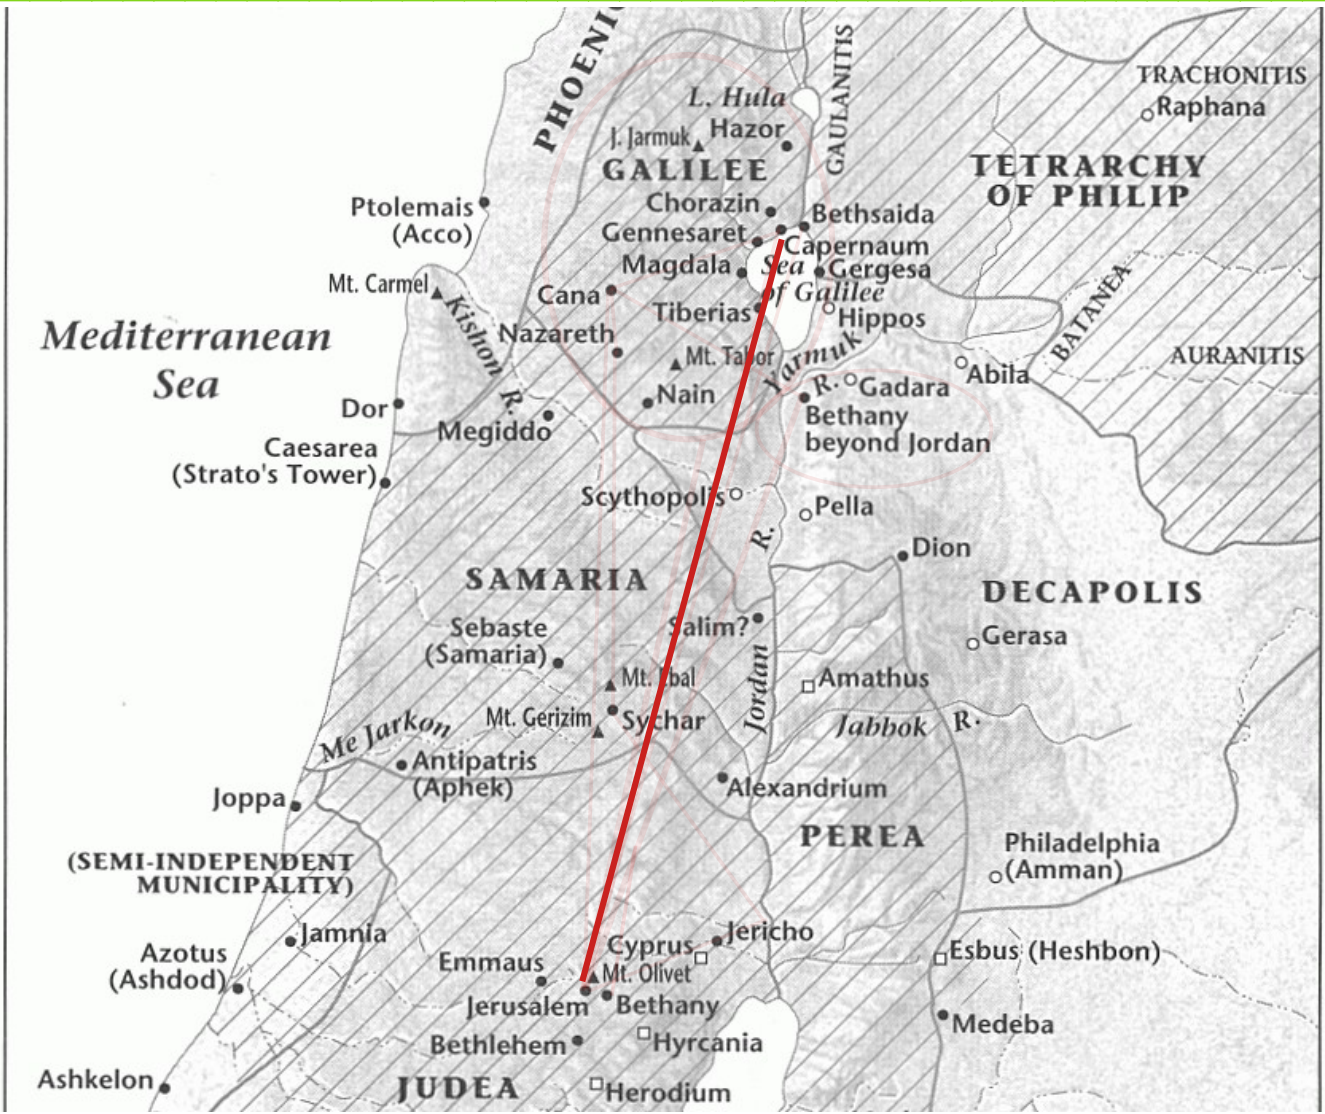 PHOENIC
GAULANITIS
TRACHONITIS
Raphana
L. Hula
J. Jarmuk
Hazor
GALILEE
TETRARCHY
OF PHILIP
Chorazin
Bethsaida
Ptolemais
(Acco)
Gennesaret
Capernaum
Magdala
Sea
of Galilee
Gergesa
Mt. Carmel
Kishon R.
Cana
Tiberias
Hippos
BATANEA
Mediterranean
Sea
Nazareth
Mt. Tabor
Yarmuk R.
AURANITIS
Abila
Gadara
Nain
Dor
Megiddo
Bethany
beyond Jordan
Caesarea
(Strato's Tower)
Scythopolis
Pella
R.
Dion
SAMARIA
DECAPOLIS
Sebaste
(Samaria)
Salim?
Gerasa
Mt. Ebal
Amathus
Jordan
Mt. Gerizim
Sychar
Jabbok R.
Me Jarkon
Antipatris
(Aphek)
Alexandrium
Joppa
PEREA
Philadelphia
(Amman)
(SEMI-INDEPENDENT
MUNICIPALITY)
Jamnia
Jericho
Cyprus
Azotus
(Ashdod)
Emmaus
Mt. Olivet
Esbus (Heshbon)
Jerusalem
Bethany
Medeba
Bethlehem
Hyrcania
Ashkelon
JUDEA
Herodium